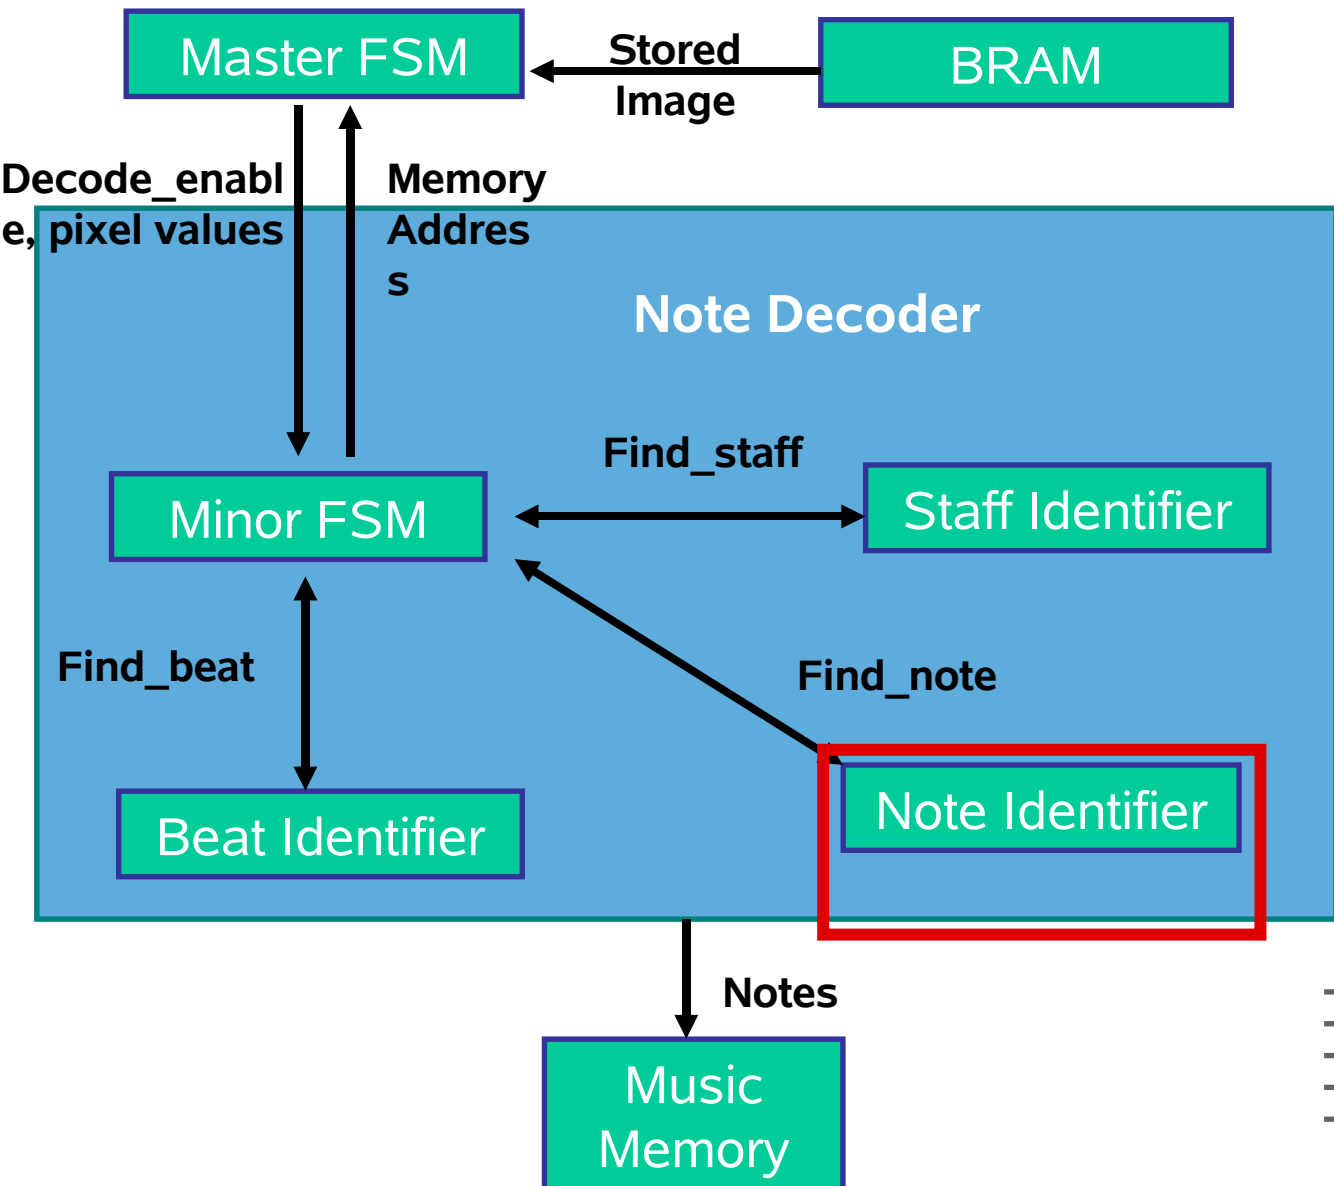 Master FSM
Stored
Image
BRAM
Decode_enabl
e, pixel values
Memory
Addres
s
Note Decoder
Find_staff
Minor FSM
Staff Identifier
Find_beat
Find_note
Beat Identifier
Note Identifier
Notes
Music
Memory